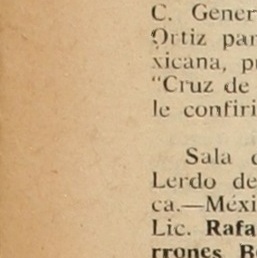 C. Gener
Ortiz par
xicana, p
“Cruz de
le confiri
Sala
Lerdo de
ca.—Méxi
Lic. Rafa
rrones B